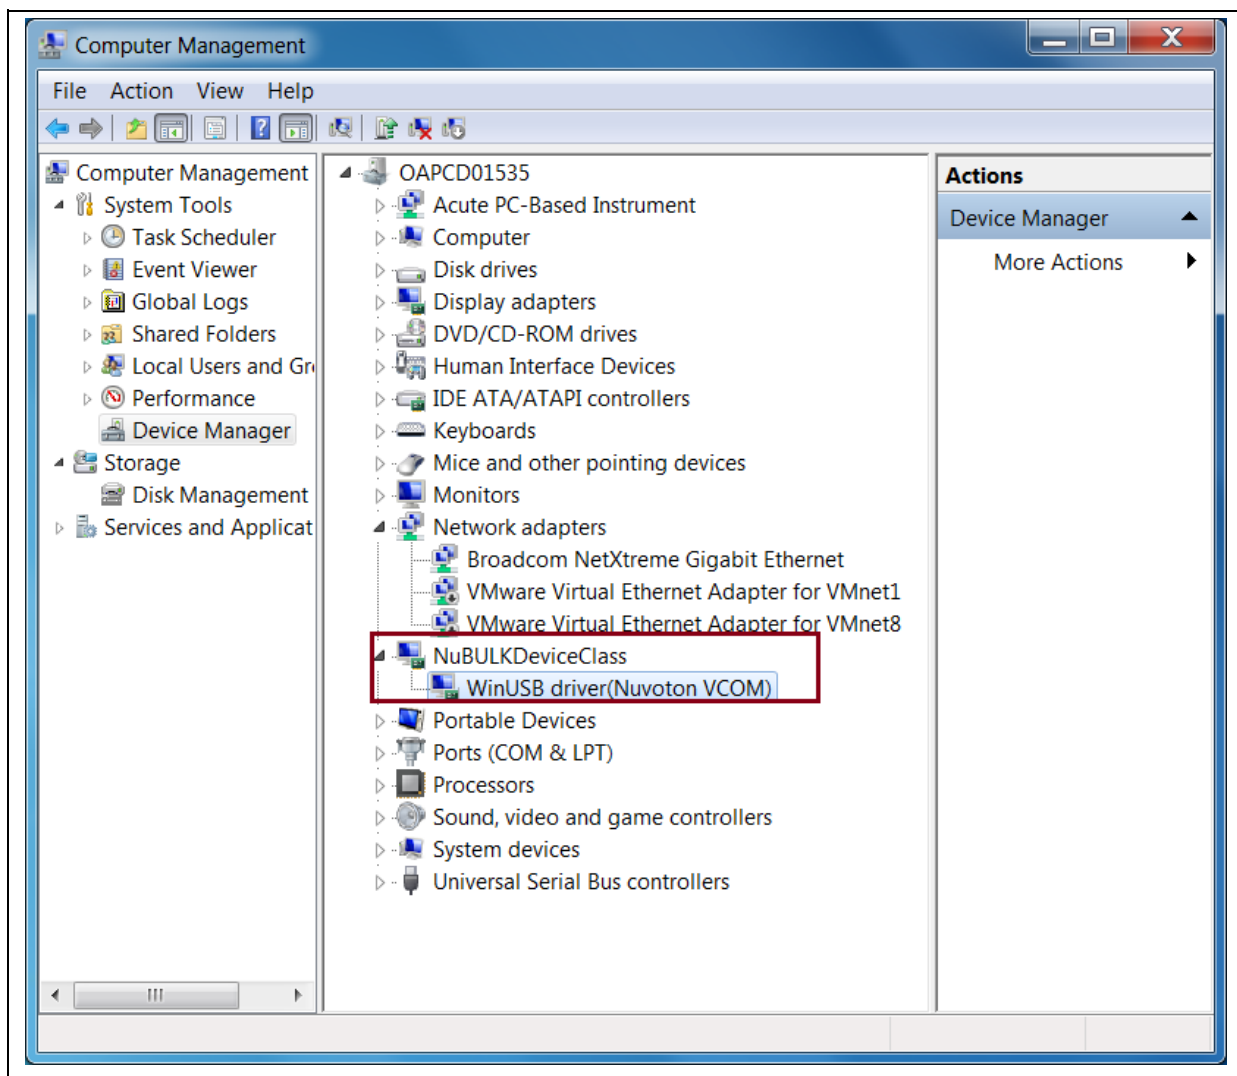 Computer Management
File Action View Help
Computer Management
System Tools
Task Scheduler
Event Viewer
Global Logs
Shared Folders
Local Users and Gr
Performance
Device Manager
Storage
Disk Management
Services and Applicat
OAPCD01535
Acute PC-Based Instrument
Computer
Disk drives
Display adapters
DVD/CD-ROM drives
Human Interface Devices
IDE ATA/ATAPI controllers
Keyboards
Mice and other pointing devices
Monitors
Network adapters
Broadcom NetXtreme Gigabit Ethernet
VMware Virtual Ethernet Adapter for VMnet1
VMware Virtual Ethernet Adapter for VMnet8
NuBULKDeviceClass
WinUSB driver(Nuvoton VCOM)
Portable Devices
Ports (COM & LPT)
Processors
Sound, video and game controllers
System devices
Universal Serial Bus controllers
Actions
Device Manager
More Actions